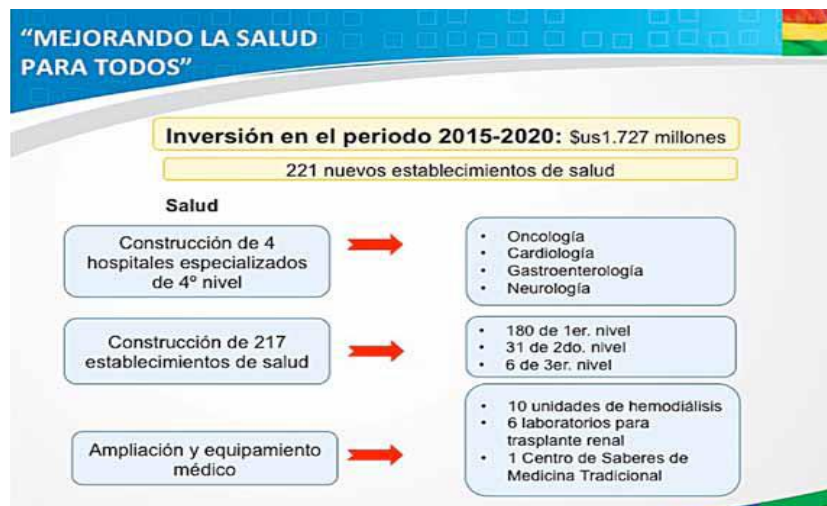 “MEJORANDO LA SALUD
PARA TODOS”
Inversión en el periodo 2015-2020: $us1.727 millones
221 nuevos establecimientos de salud
Salud
Construcción de 4
hospitales especializados
de 4º nivel
• Oncología
• Cardiología
• Gastroenterología
• Neurología
Construcción de 217
establecimientos de salud
• 180 de 1er. nivel
• 31 de 2do. nivel
• 6 de 3er. nivel
Ampliación y equipamiento
médico
• 10 unidades de hemodiálisis
• 6 laboratorios para
trasplante renal
• 1 Centro de Saberes de
Medicina Tradicional